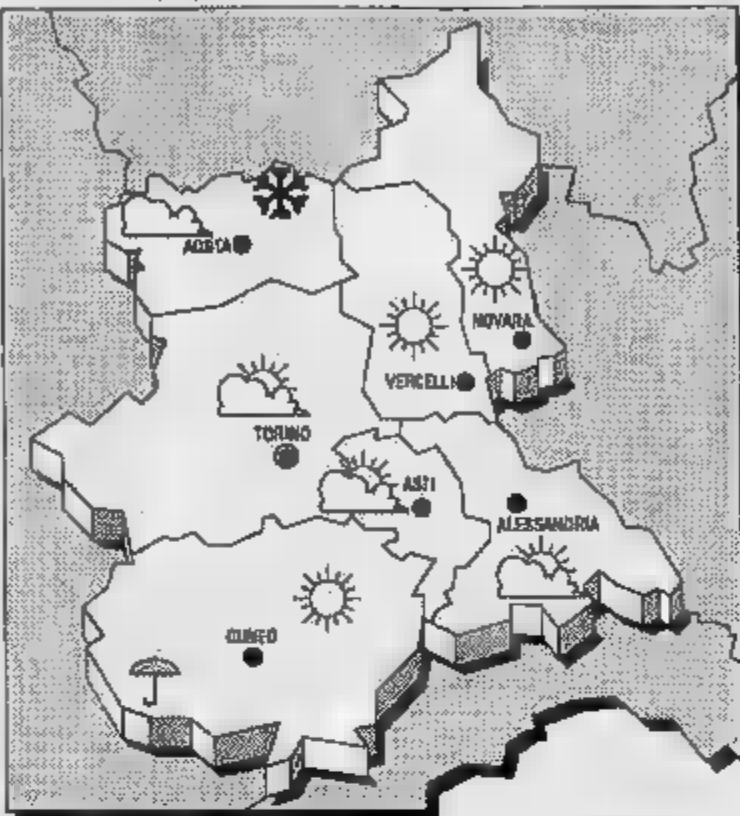 AOSTA
NOVARA
VERCELLI
TORINO
ASTI
ALESSANDRIA
CUNEO